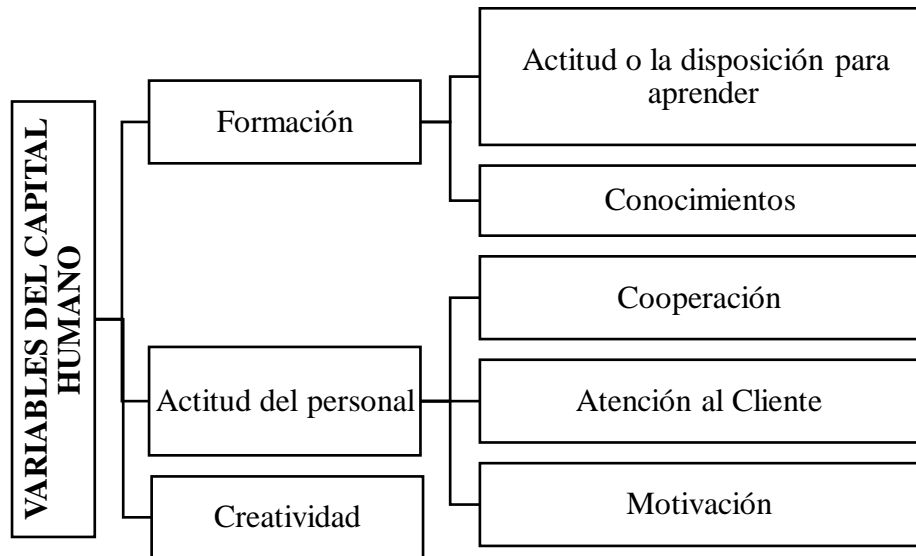 VARIABLES DEL CAPITAL
HUMANO
Formación
Actitud o la disposición para
aprender
Conocimientos
Actitud del personal
Cooperación
Atención al Cliente
Motivación
Creatividad